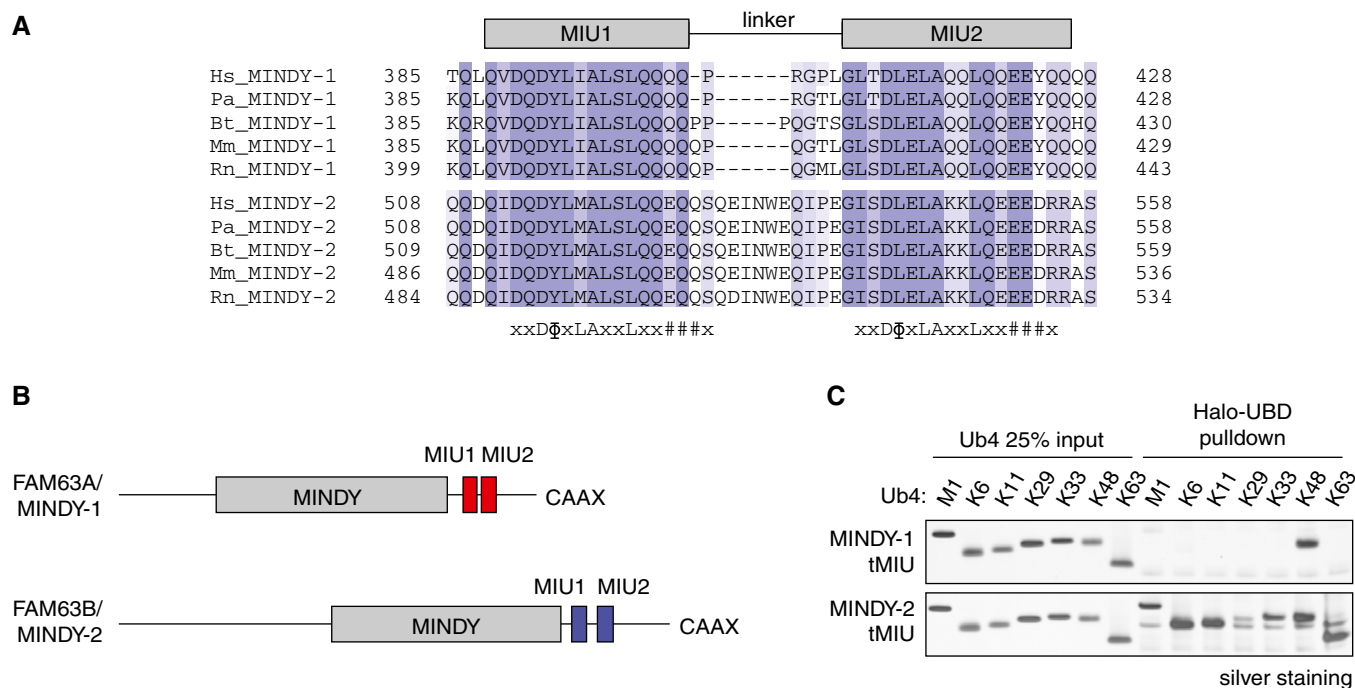 A
MIU1
linker
MIU2
Hs_MINDY-1 385 TQLQVDQDYLIALSLQQQQ-P------RGPLGLTDLELAQQLQQEEYQQQQ 428
Pa_MINDY-1 385 KQLQVDQDYLIALSLQQQQ-P------RGTLGLTDLELAQQLQQEEYQQQQ 428
Bt_MINDY-1 385 KQRQVDQDYLIALSLQQQQPP-----PQGTSGLSDLELAQQLQQEEYQQHQ 430
Mm_MINDY-1 385 KQLQVDQDYLIALSLQQQQQP------QGTLGLSDLELAQQLQQEEYQQQQ 429
Rn_MINDY-1 399 KQLQVDQDYLIALSLQQQQQP------QGMLGLSDLELAQQLQQEEYQQQQ 443
Hs_MINDY-2 508 QQDQIDQDYLMALSLQQEQQSQEINWEQIPEGISDLELAKKLQEEEDRRAS 558
Pa_MINDY-2 508 QQDQIDQDYLMALSLQQEQQSQEINWEQIPEGISDLELAKKLQEEEDRRAS 558
Bt_MINDY-2 509 QQDQIDQDYLMALSLQQEQQSQEINWEQIPEGISDLELAKKLQEEEDRRAS 559
Mm_MINDY-2 486 QQDQIDQDYLMALSLQQEQQSQEINWEQIPEGISDLELAKKLQEEEDRRAS 536
Rn_MINDY-2 484 QQDQIDQDYLMALSLQQEQQSQDINWEQIPEGISDLELAKKLQEEEDRRAS 534
xxDΦxLAxxLxx###x xxDΦxLAxxLxx###x
B
MIU1 MIU2
FAM63A/
MINDY-1
MINDY
CAAX
MIU1 MIU2
FAM63B/
MINDY-2
MINDY
CAAX
C
Halo-UBD
pulldown
Ub4 25% input
Ub4: M1 K6 K11 K29 K33 K48 K63 M1 K6 K11 K29 K33 K48 K63
MINDY-1
tMIU
MINDY-2
tMIU
silver staining